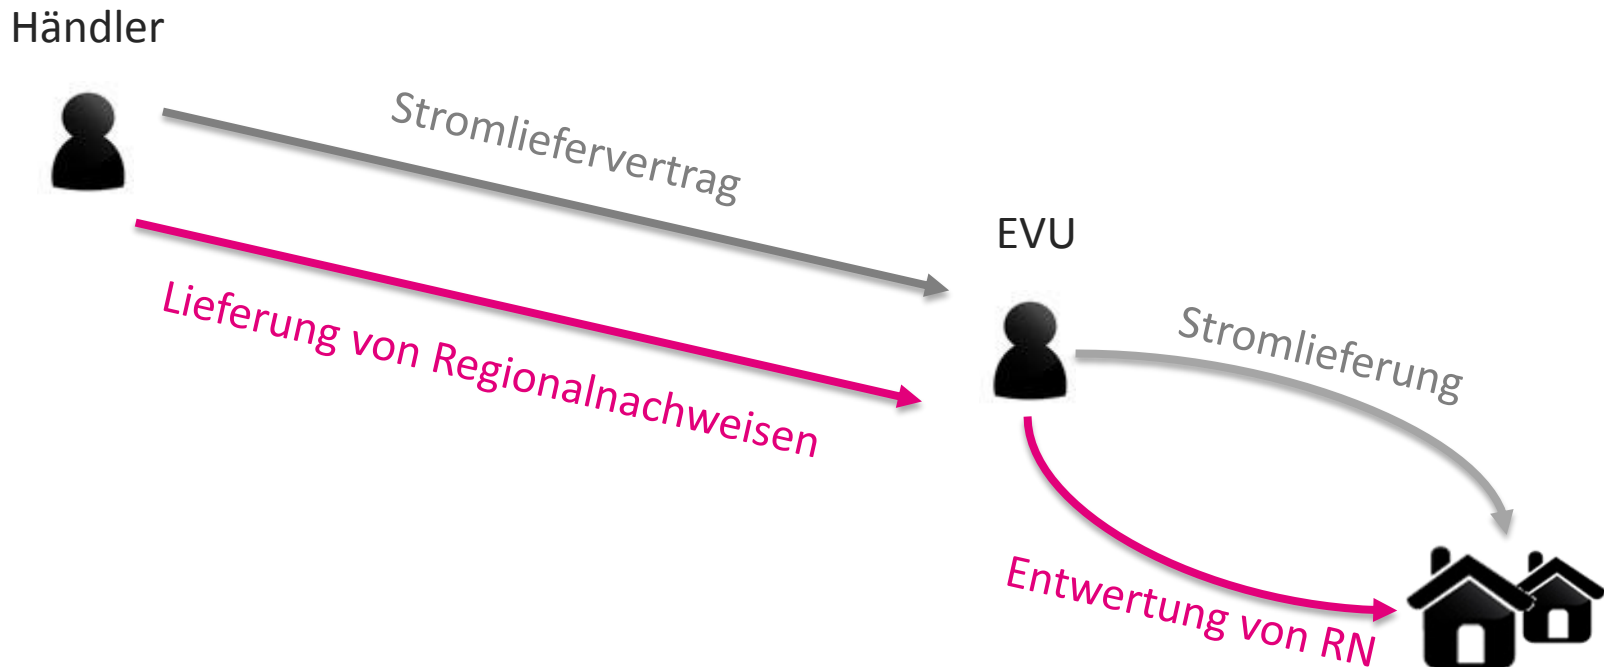 Händler
Stromliefervertrag
Lieferung von Regionalnachweisen
EVU
Stromlieferung
Entwertung von RN